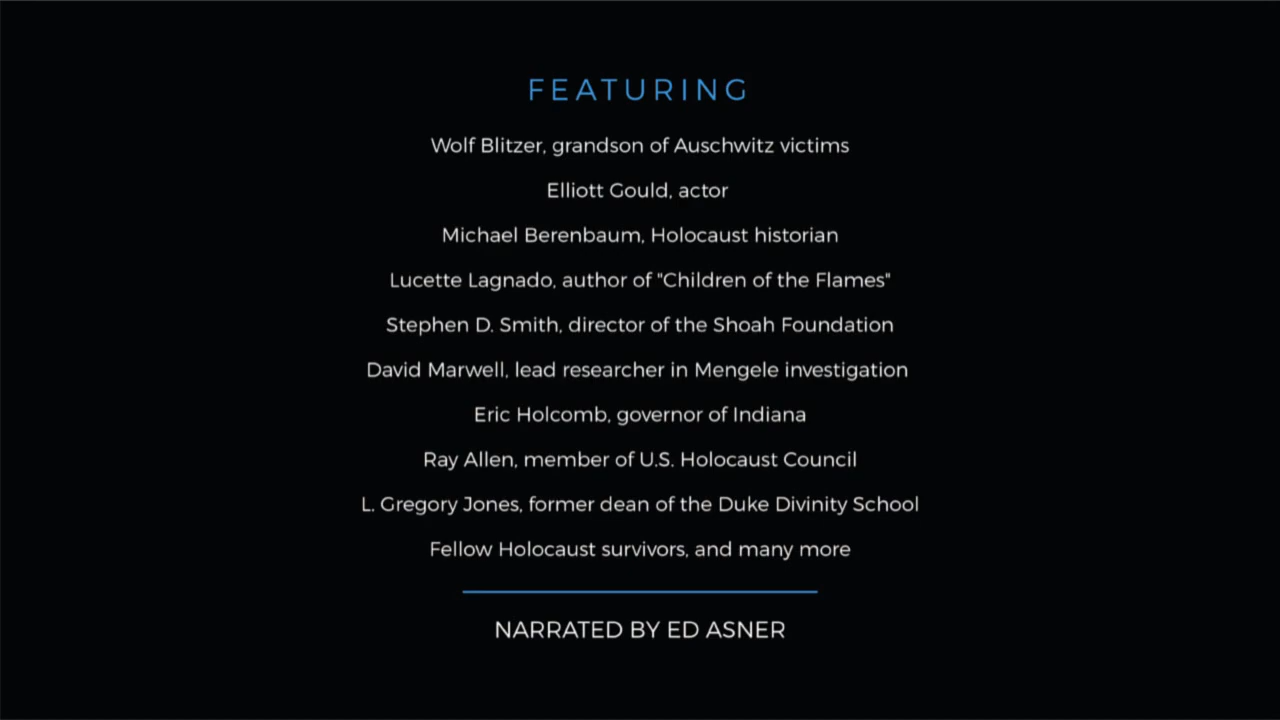 FEATURING
Wolf Blitzer, grandson of Auschwitz victims
Elliott Gould, actor
Michael Berenbaum, Holocaust historian
Lucette Lagnado, author of "Children of the Flames"
Stephen D. Smith, director of the Shoah Foundation
David Marwell, lead researcher in Mengele investigation
Eric Holcomb, governor of Indiana
Ray Allen, member of U.S. Holocaust Council
L. Gregory Jones, former dean of the Duke Divinity School
Fellow Holocaust survivors, and many more
NARRATED BY ED ASNER